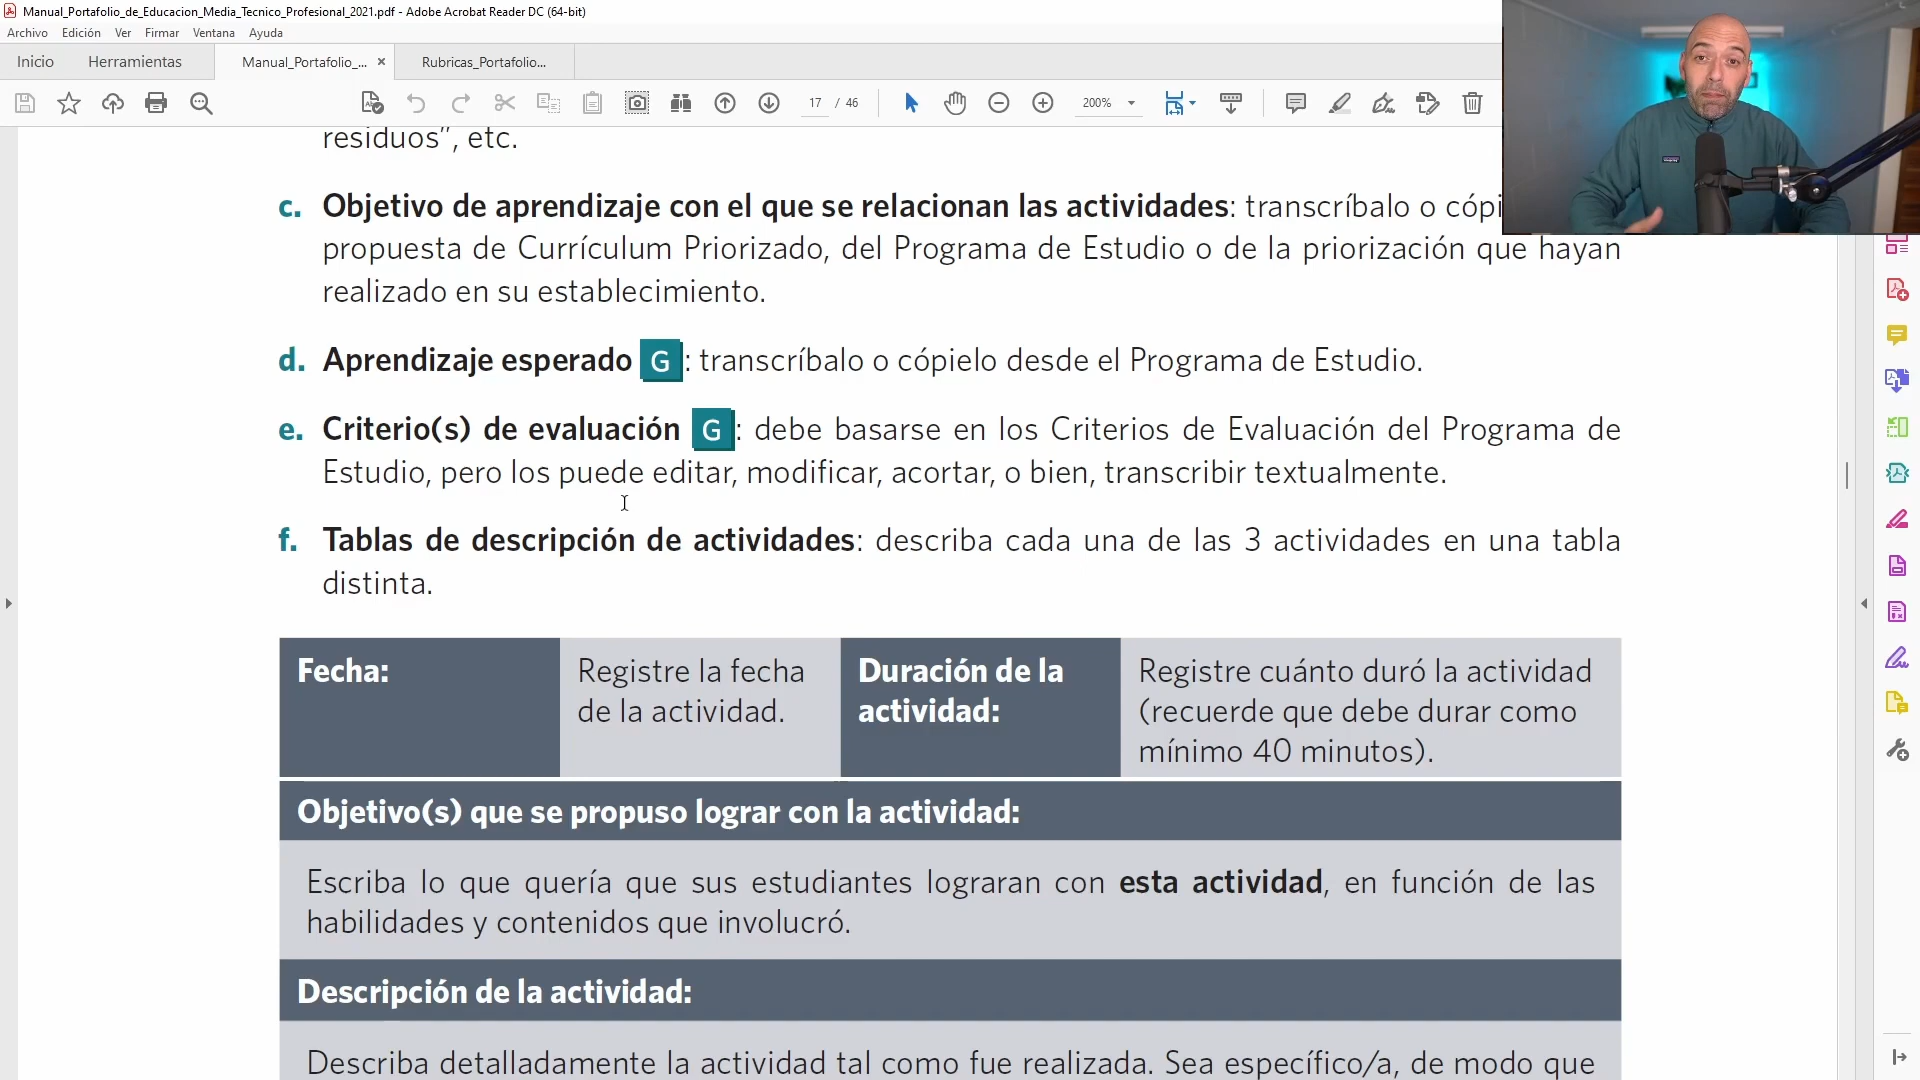 Manual_Portafolio_de_Educacion_Media_Tecnico_Profesional_2021.pdf - Adobe Acrobat Reader DC (64-bit)
Archivo Edición Ver Firmar Ventana Ayuda
Inicio Herramientas Manual_Portafolio_... × Rubricas_Portafolio...
17 / 46 200%
residuos”, etc.
c. Objetivo de aprendizaje con el que se relacionan las actividades: transcríbalo o cópi
propuesta de Currículum Priorizado, del Programa de Estudio o de la priorización que hayan
realizado en su establecimiento.
d. Aprendizaje esperado G : transcríbalo o cópielo desde el Programa de Estudio.
e. Criterio(s) de evaluación G : debe basarse en los Criterios de Evaluación del Programa de
Estudio, pero los puede editar, modificar, acortar, o bien, transcribir textualmente.
f. Tablas de descripción de actividades: describa cada una de las 3 actividades en una tabla
distinta.
Fecha: Registre la fecha Duración de la Registre cuánto duró la actividad
de la actividad. actividad: (recuerde que debe durar como
mínimo 40 minutos).
Objetivo(s) que se propuso lograr con la actividad:
Escriba lo que quería que sus estudiantes lograran con esta actividad, en función de las
habilidades y contenidos que involucró.
Descripción de la actividad:
Describa detalladamente la actividad tal como fue realizada. Sea específico/a, de modo que